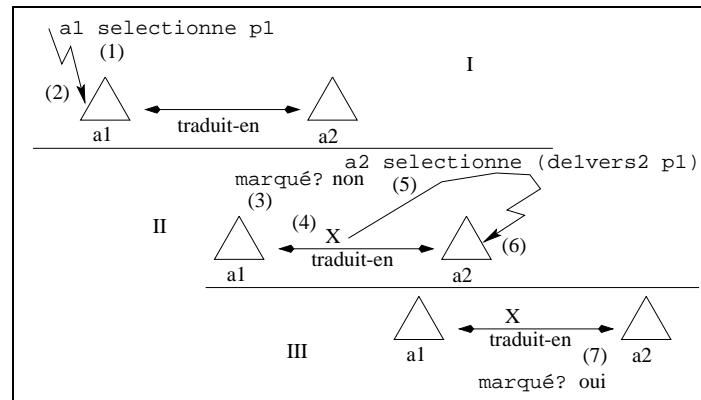 a1 selectionne p1
(1)
I
(2)
traduit-en
a1
a2
a2 selectionne (de1vers2 p1)
marqué? non
(5)
(3)
II
(4)
X
(6)
traduit-en
a1
a2
X
traduit-en
III
a1
(7)
a2
marqué? oui